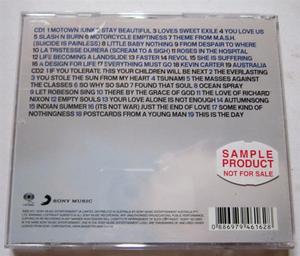 CD1 1 MOTOWN JUNK 2 STAY BEAUTIFUL 3 LOVES SWEET EXILE 4 YOU LOVE US
5 SLASH N BURN 6 MOTORCYCLE EMPTINESS 7 THEME FROM M.A.S.H.
(SUICIDE IS PAINLESS) 8 LITTLE BABY NOTHING 9 FROM DESPAIR TO WHERE
10 LA TRISTESSE DURERA (SCREAM TO A SIGH) 11 ROSES IN THE HOSPITAL
12 LIFE BECOMING A LANDSLIDE 13 FASTER 14 REVOL 15 SHE IS SUFFERING
16 A DESIGN FOR LIFE 17 EVERYTHING MUST GO 18 KEVIN CARTER 19 AUSTRALIA
CD2 1 IF YOU TOLERATE THIS YOUR CHILDREN WILL BE NEXT 2 THE EVERLASTING
3 YOU STOLE THE SUN FROM MY HEART 4 TSUNAMI 5 THE MASSES AGAINST
THE CLASSES 6 SO WHY SO SAD 7 FOUND THAT SOUL 8 OCEAN SPRAY
9 LET ROBESON SING 10 THERE BY THE GRACE OF GOD 11 THE LOVE OF RICHARD
NIXON 12 EMPTY SOULS 13 YOUR LOVE ALONE IS NOT ENOUGH 14 AUTUMNSONG
15 INDIAN SUMMER 16 (ITS NOT WAR) JUST THE END OF LOVE 17 SOME KIND OF
NOTHINGNESS 18 POSTCARDS FROM A YOUNG MAN 19 THIS IS THE DAY
SAMPLE
PRODUCT
NOT FOR SALE
SONY MUSIC
0 886979 461628